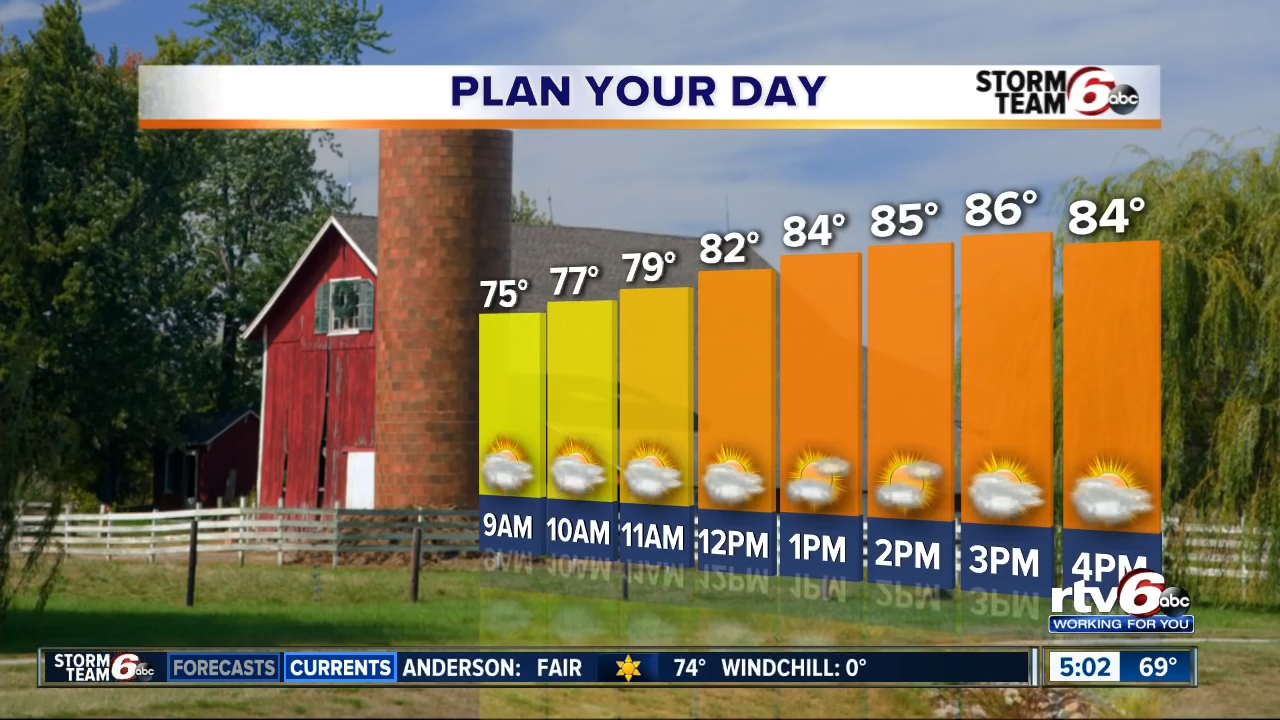 PLAN YOUR DAY
STORM TEAM 6 abc
75° 77° 79° 82° 84° 85° 86° 84°
9AM 10AM 11AM 12PM 1PM 2PM 3PM 4PM
rtv6 abc
WORKING FOR YOU
STORM TEAM 6 abc FORECASTS CURRENTS ANDERSON: FAIR 74° WINDCHILL: 0° 5:02 69°